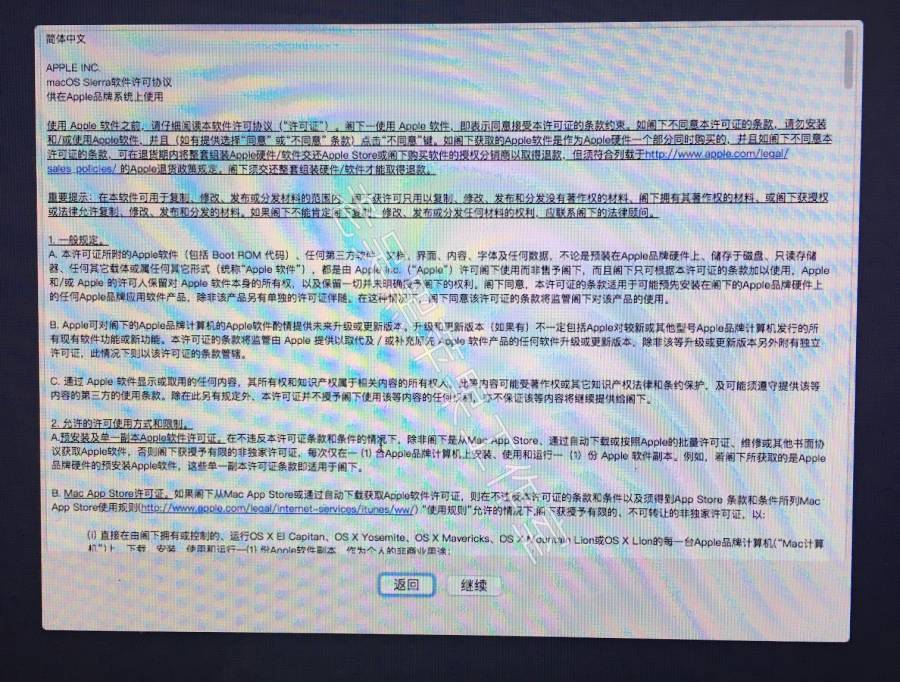 简体中文
APPLE INC.
macOS Sierra软件许可协议
供在Apple品牌系统上使用
使用 Apple 软件之前，请仔细阅读本软件许可协议（“许可证”）。阁下一使用 Apple 软件，即表示同意接受本许可证的条款约束。如阁下不同意本许可证的条款，请勿安装
和/或使用Apple软件，并且（如有提供选择“同意” 或“不同意” 条款）点击“不同意”键。如阁下获取的Apple软件是作为Apple硬件一个部分同时购买的，并且如阁下不同意本
许可证的条款，可在退货期内将整套组装Apple硬件/软件交还Apple Store或阁下购买软件的授权分销商以取得退款，但须符合列载于http://www.apple.com/legal/
sales_policies/ 的Apple退货政策规定。阁下须交还整套组装硬件/软件才能取得退款。
重要提示：在本软件可用于复制、修改、发布或分发材料的范围内，获许可只用以复制、修改、发布和分发没有著作权的材料、阁下拥有其著作权的材料、或阁下获授权
或法律允许复制、修改、发布和分发的材料。如果阁下不能肯定阁下复制、修改、发布或分发任何材料的权利，应联系阁下的法律顾问。
1. 一般规定。
A. 本许可证所附的Apple软件（包括 Boot ROM 代码）、任何第三方软件、文档、界面、内容、字体及任何数据，不论是预装在Apple品牌硬件上、储存于磁盘、只读存储
器、任何其它载体或属任何其它形式（统称“Apple 软件”），都是由 Apple Inc.（“Apple”）许可阁下使用而非售予阁下，而且阁下只可根据本许可证的条款加以使用，Apple
和/或 Apple 的许可人保留对 Apple 软件本身的所有权，以及保留一切并未明确授予阁下的权利。阁下同意，本许可证的条款适用于可能预先安装在阁下的Apple品牌硬件上
的任何Apple品牌应用软件产品，除非该产品另有单独的许可证伴随。在这种情况下，阁下同意该许可证的条款将监管阁下对该产品的使用。
B. Apple可对阁下的Apple品牌计算机的Apple软件酌情提供未来升级或更新版本。升级和更新版本（如果有）不一定包括Apple对较新或其他型号Apple品牌计算机发行的所
有现有软件功能或新功能。本许可证的条款将监管由 Apple 提供以取代及 / 或补充原先 Apple 软件产品的任何软件升级或更新版本，除非该等升级或更新版本另外附有独立
许可证，此情况下则以该许可证的条款管辖。
C. 通过 Apple 软件显示或取用的任何内容，其所有权和知识产权属于相关内容的所有权人。此等内容可能受著作权或其它知识产权法律和条约保护，及可能须遵守提供该等
内容的第三方的使用条款。除在此另有规定外，本许可证并不授予阁下使用该等内容的任何权利，亦不保证该等内容将继续提供给阁下。
2. 允许的许可使用方式和限制。
A.预安装及单一副本Apple软件许可证。在不违反本许可证条款和条件的情况下，除非阁下是从Mac App Store、通过自动下载或按照Apple的批量许可证、维修或其他书面协
议获取Apple软件，否则阁下获授予有限的非独家许可证，每次仅在一 (1) 台Apple品牌计算机上安装、使用和运行一（1）份 Apple 软件副本。例如，若阁下所获取的是Apple
品牌硬件的预安装Apple软件，这些单一副本许可证条款即适用于阁下。
B. Mac App Store许可证。如果阁下从Mac App Store或通过自动下载获取Apple软件许可证，则在不违反本许可证的条款和条件以及须得到App Store 条款和条件所列Mac
App Store使用规则(http://www.apple.com/legal/internet-services/itunes/ww/) “使用规则”允许的情况下,阁下获授予有限的、不可转让的非独家许可证，以:
(i) 直接在由阁下拥有或控制的、运行OS X El Capitan、OS X Yosemite、OS X Mavericks、OS X Mountain Lion或OS X Lion的每一台Apple品牌计算机(“Mac计算
机”)上，下载、安装、使用和运行一(1) 份Apple软件副本，作为个人的非商业用途；
返回
继续